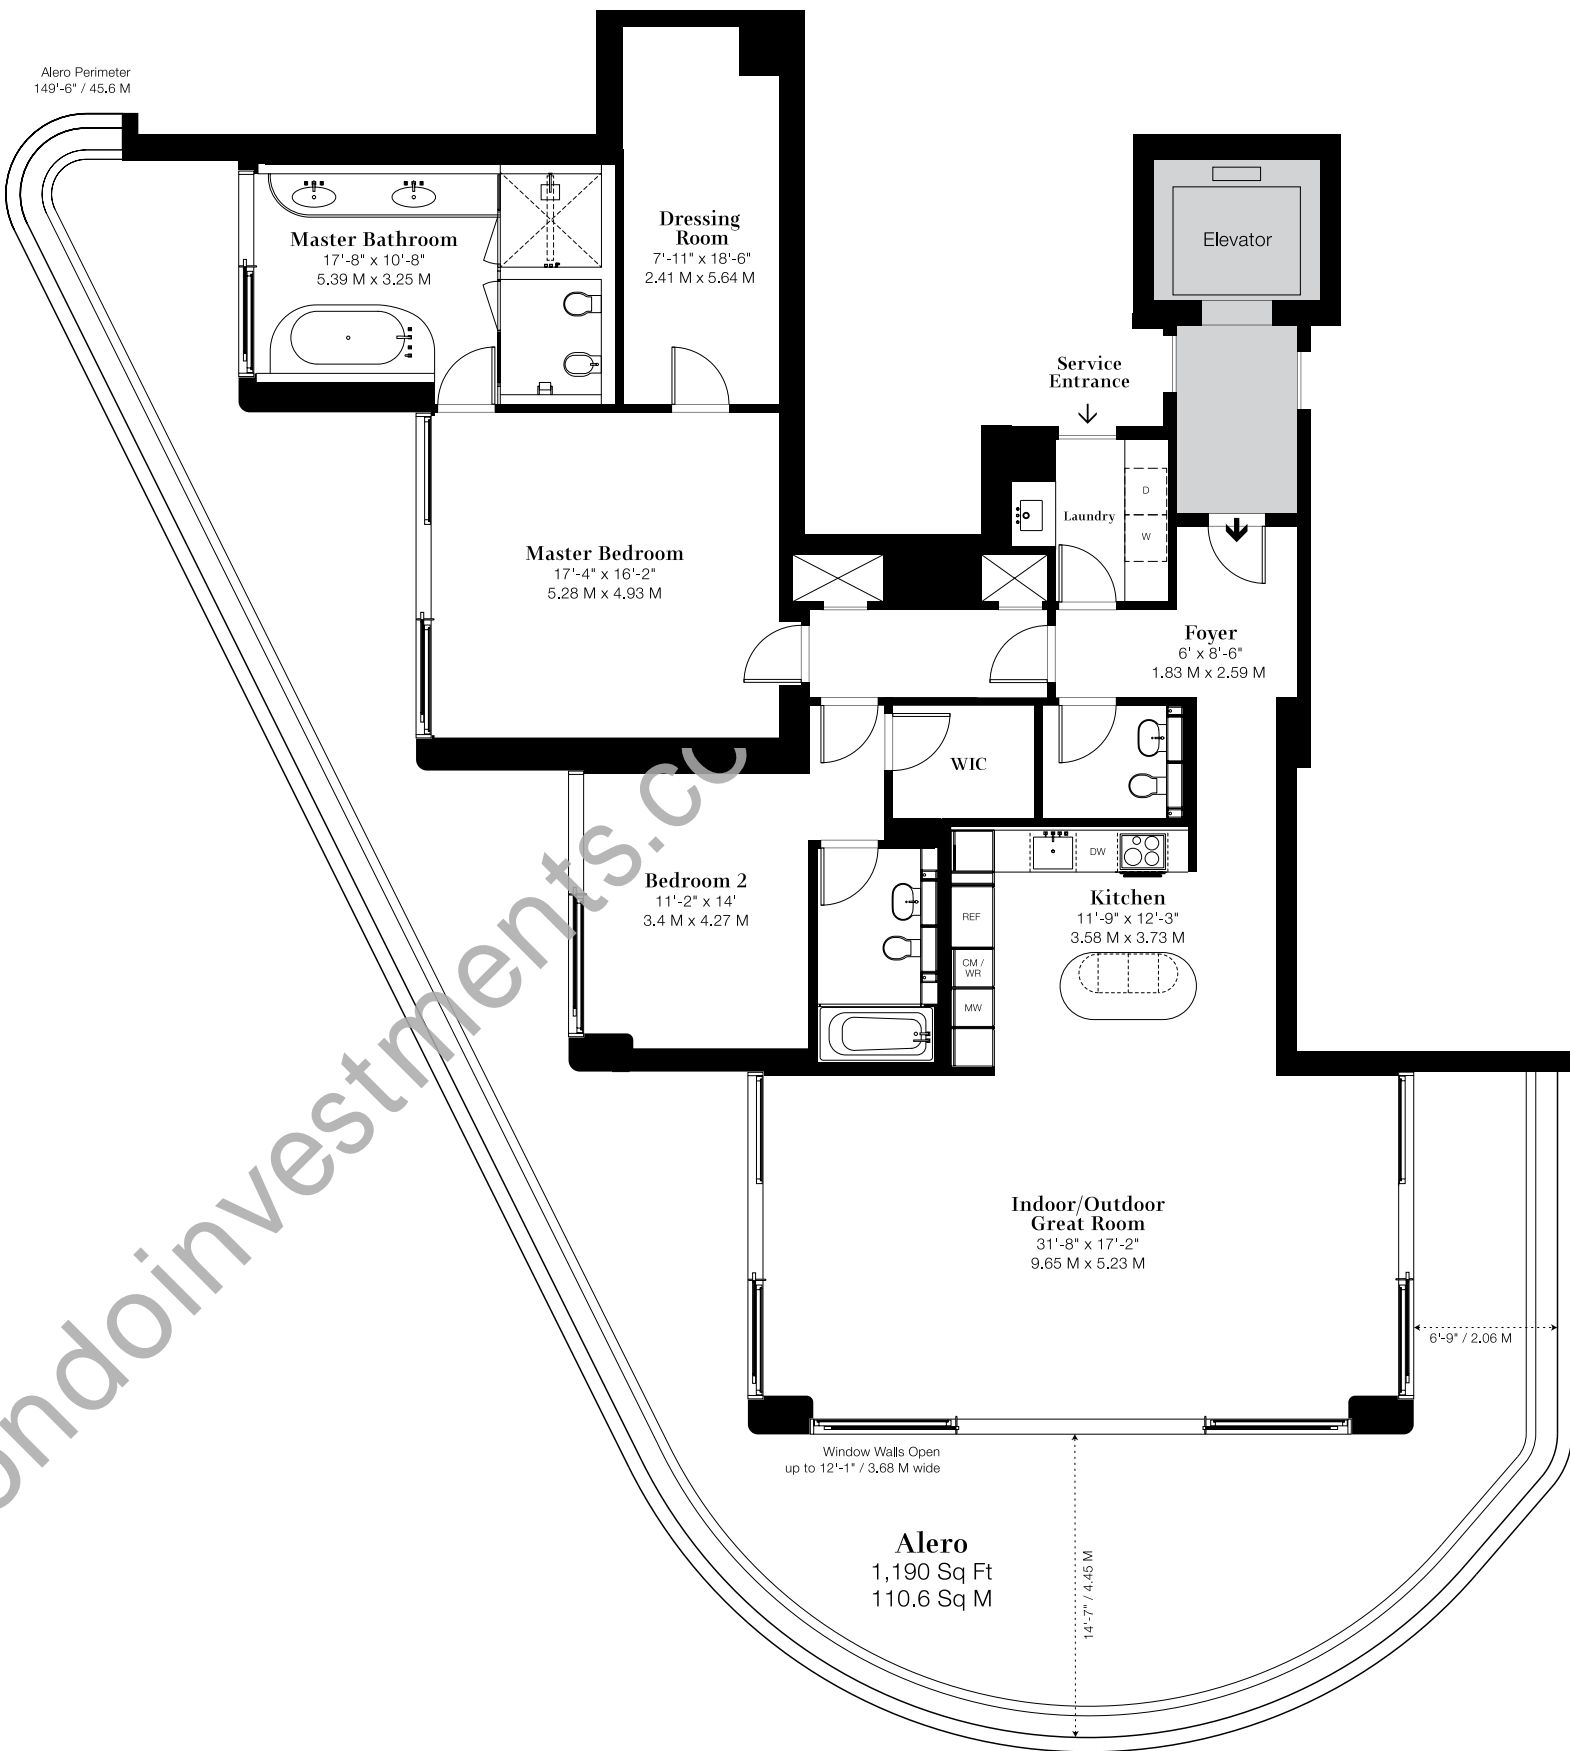 Alero Perimeter
149'-6" / 45.6 M
Master Bathroom
17'-8" x 10'-8"
5.39 M x 3.25 M
Dressing
Room
7'-11" x 18'-6"
2.41 M x 5.64 M
Elevator
Service
Entrance
D
Laundry
W
Master Bedroom
17'-4" x 16'-2"
5.28 M x 4.93 M
Foyer
6' x 8'-6"
1.83 M x 2.59 M
WIC
DW
Bedroom 2
11'-2" x 14'
3.4 M x 4.27 M
Kitchen
11'-9" x 12'-3"
3.58 M x 3.73 M
REF
CM /
WR
MW
Indoor/Outdoor
Great Room
31'-8" x 17'-2"
9.65 M x 5.23 M
6'-9" / 2.06 M
Window Walls Open
up to 12'-1" / 3.68 M wide
Alero
1,190 Sq Ft
110.6 Sq M
14'-7" / 4.45 M
ondoinvestments.co